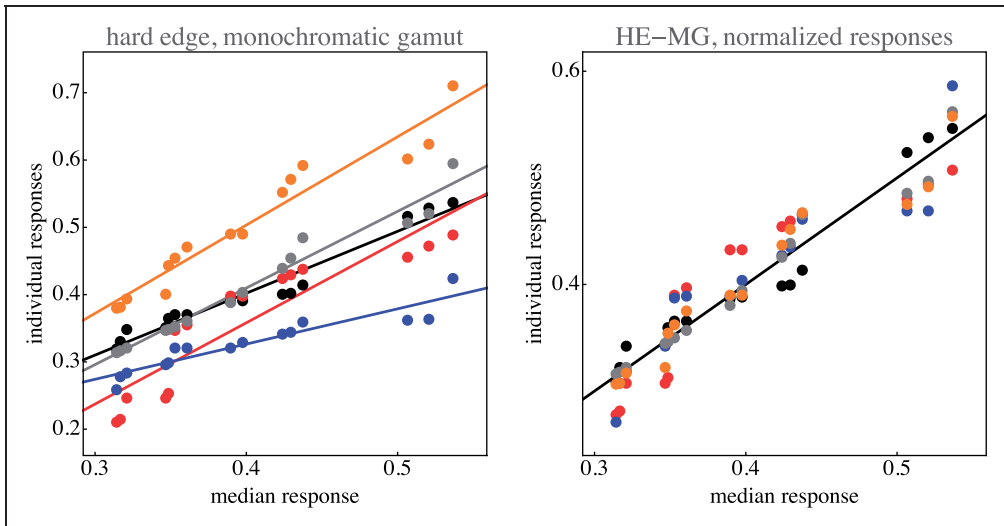 hard edge, monochromatic gamut
0.7
0.6
0.5
0.4
0.3
0.2
individual responses
0.3
0.4
0.5
median response
HE−MG, normalized responses
0.6
0.4
individual responses
0.3
0.4
0.5
median response